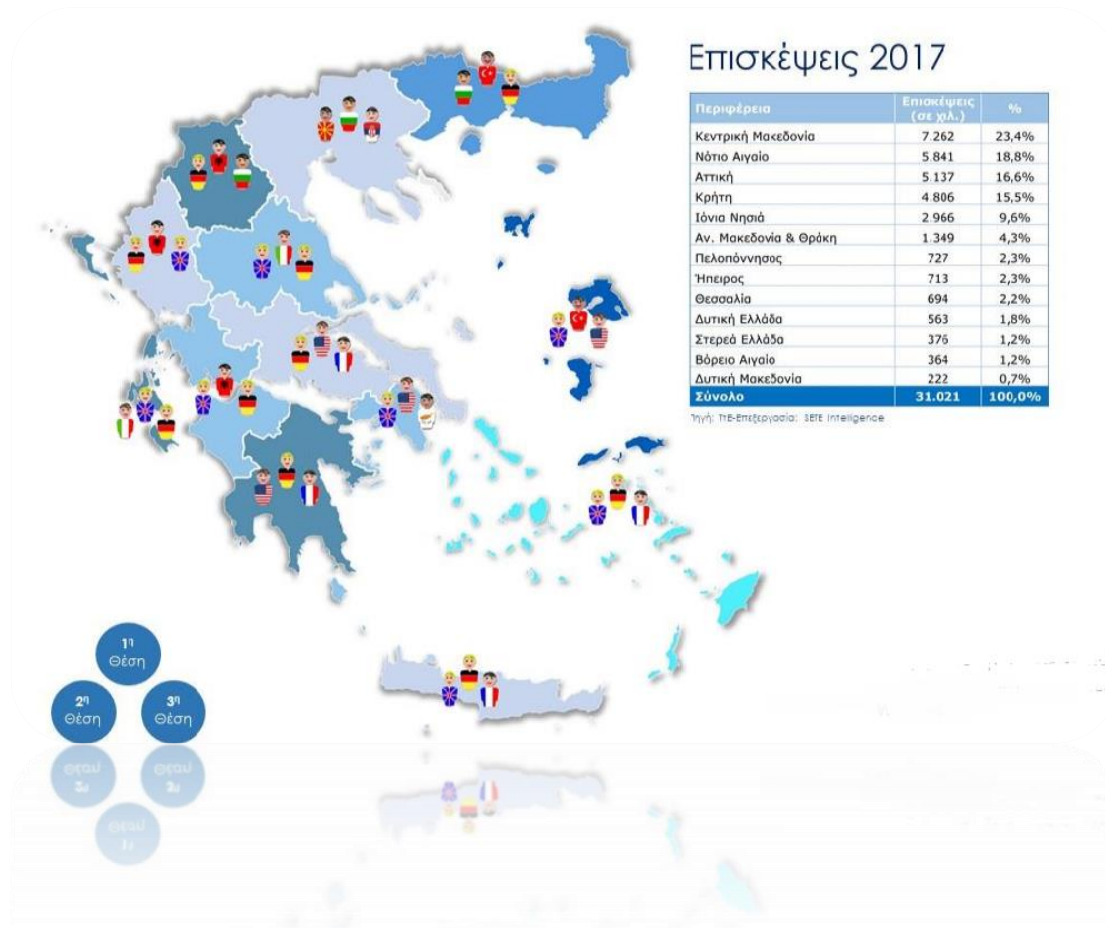 Επισκέψεις 2017
Περιφέρεια Επισκέψεις (σε χιλ.) %
Κεντρική Μακεδονία 7.262 23,4%
Νότιο Αιγαίο 5.841 18,8%
Αττική 5.137 16,6%
Κρήτη 4.806 15,5%
Ιόνια Νησιά 2.966 9,6%
Αν. Μακεδονία & Θράκη 1.349 4,3%
Πελοπόννησος 727 2,3%
Ήπειρος 713 2,3%
Θεσσαλία 694 2,2%
Δυτική Ελλάδα 563 1,8%
Στερεά Ελλάδα 376 1,2%
Βόρειο Αιγαίο 364 1,2%
Δυτική Μακεδονία 222 0,7%
Σύνολο 31.021 100,0%
Πηγή: ΤτΕ-Επεξεργασία: SETE Intelligence
1η
Θέση
2η
Θέση
3η
Θέση